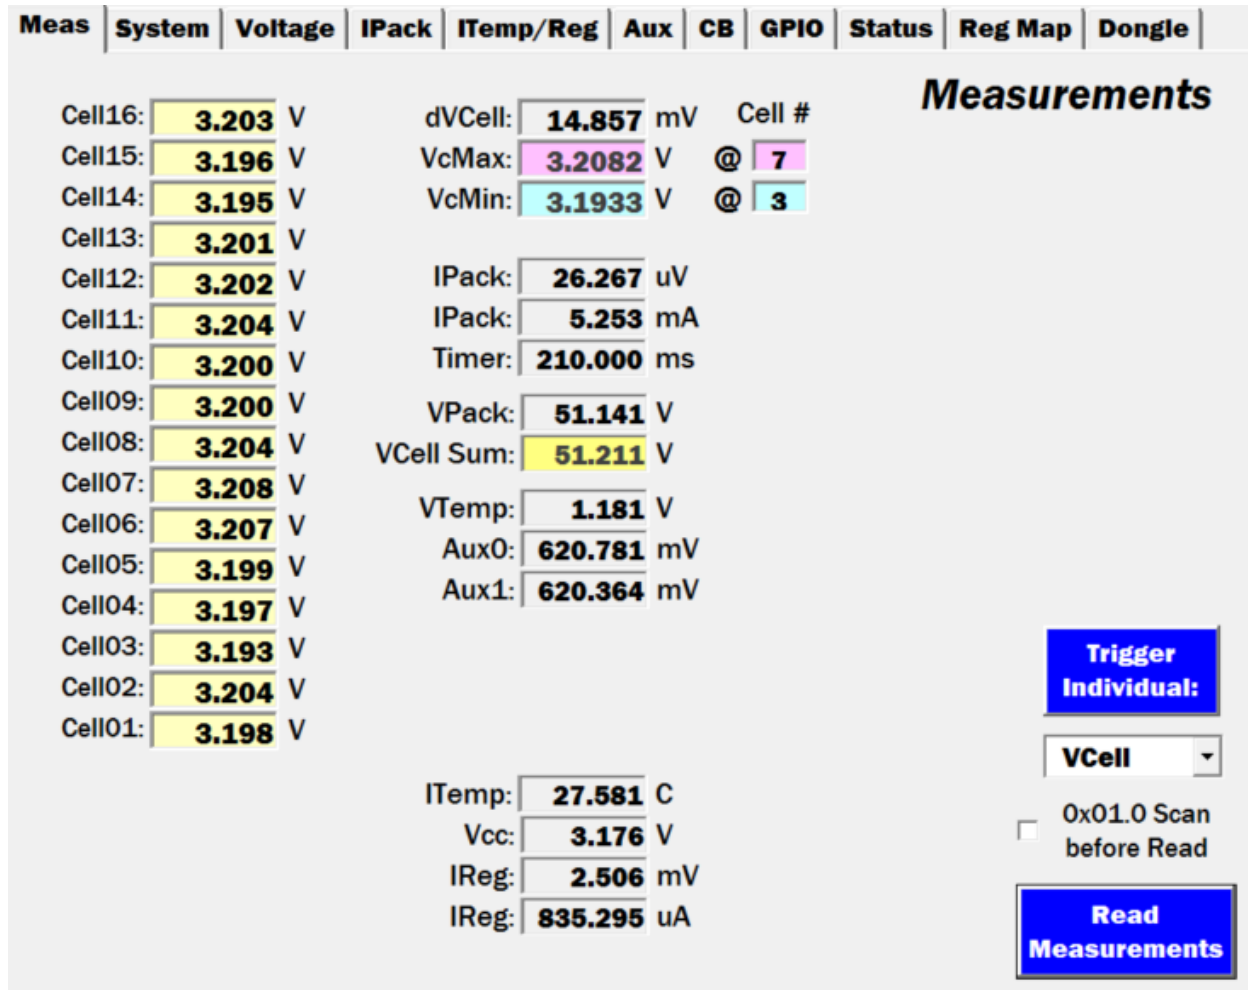 Meas System Voltage IPack ITemp/Reg Aux CB GPIO Status Reg Map Dongle
Measurements
Cell16: 3.203 V
Cell15: 3.196 V
Cell14: 3.195 V
Cell13: 3.201 V
Cell12: 3.202 V
Cell11: 3.204 V
Cell10: 3.200 V
Cell09: 3.200 V
Cell08: 3.204 V
Cell07: 3.208 V
Cell06: 3.207 V
Cell05: 3.199 V
Cell04: 3.197 V
Cell03: 3.193 V
Cell02: 3.204 V
Cell01: 3.198 V
dVCell: 14.857 mV Cell #
VcMax: 3.2082 V @ 7
VcMin: 3.1933 V @ 3
IPack: 26.267 uV
IPack: 5.253 mA
Timer: 210.000 ms
VPack: 51.141 V
VCell Sum: 51.211 V
VTemp: 1.181 V
Aux0: 620.781 mV
Aux1: 620.364 mV
ITemp: 27.581 C
Vcc: 3.176 V
IReg: 2.506 mV
IReg: 835.295 uA
Trigger
Individual:
VCell
0x01.0 Scan
before Read
Read
Measurements